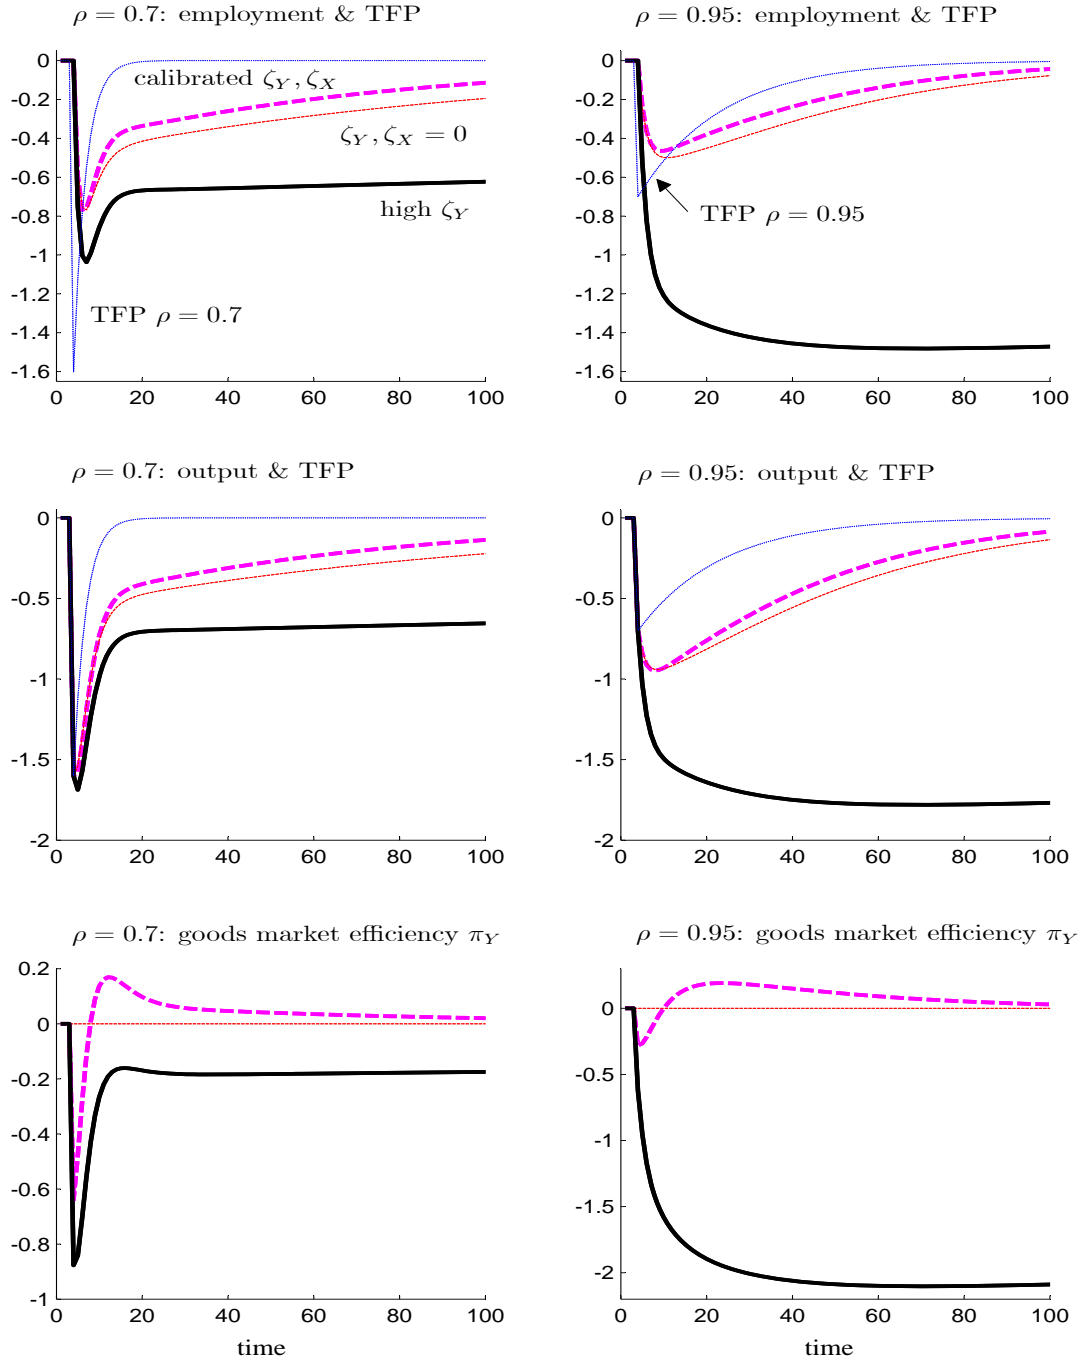 ρ = 0.7: employment & TFP
ρ = 0.95: employment & TFP
0
-0.2
-0.4
-0.6
-0.8
-1
-1.2
-1.4
-1.6
0 20 40 60 80 100
calibrated ζ_Y, ζ_X
ζ_Y, ζ_X = 0
high ζ_Y
TFP ρ = 0.7
0
-0.2
-0.4
-0.6
-0.8
-1
-1.2
-1.4
-1.6
0 20 40 60 80 100
TFP ρ = 0.95
ρ = 0.7: output & TFP
ρ = 0.95: output & TFP
0
-0.5
-1
-1.5
-2
0 20 40 60 80 100
0
-0.5
-1
-1.5
-2
0 20 40 60 80 100
ρ = 0.7: goods market efficiency π_Y
ρ = 0.95: goods market efficiency π_Y
0.2
0
-0.2
-0.4
-0.6
-0.8
-1
0 20 40 60 80 100
time
0
-0.5
-1
-1.5
-2
0 20 40 60 80 100
time